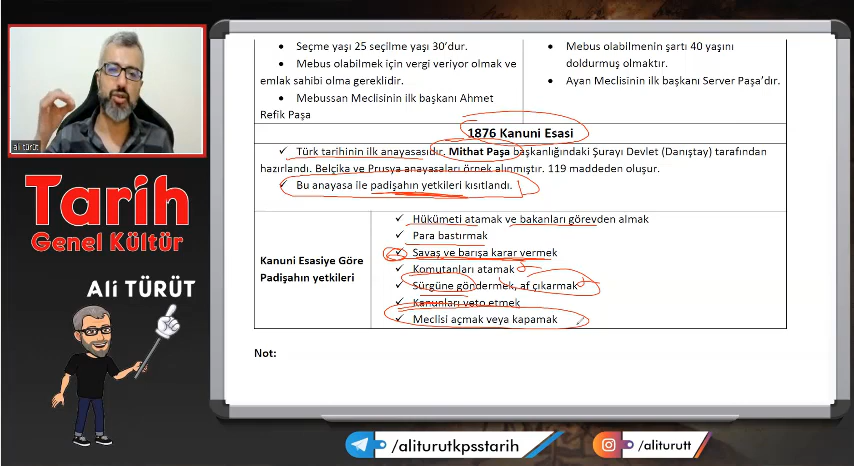 • Seçme yaşı 25 seçilme yaşı 30'dur.
• Mebus olabilmek için vergi veriyor olmak ve
emlak sahibi olma gereklidir.
• Mebussan Meclisinin ilk başkanı Ahmet
Refik Paşa
• Mebus olabilmenin şartı 40 yaşını
doldurmuş olmaktır.
• Ayan Meclisinin ilk başkanı Server Paşa'dır.
1876 Kanuni Esasi
✓ Türk tarihinin ilk anayasasıdır. Mithat Paşa başkanlığındaki Şurayı Devlet (Danıştay) tarafından
hazırlandı. Belçika ve Prusya anayasaları örnek alınmıştır. 119 maddeden oluşur.
✓ Bu anayasa ile padişahın yetkileri kısıtlandı.
Kanuni Esasiye Göre
Padişahın yetkileri
✓ Hükümeti atamak ve bakanları görevden almak
✓ Para bastırmak
✓ Savaş ve barışa karar vermek
✓ Komutanları atamak
✓ Sürgüne göndermek, af çıkarmak
✓ Kanunları veto etmek
✓ Meclisi açmak veya kapamak
Not:
ali türüt
Tarih
Genel Kültür
Ali TÜRÜT
/aliturutkpsstarih
/aliturutt